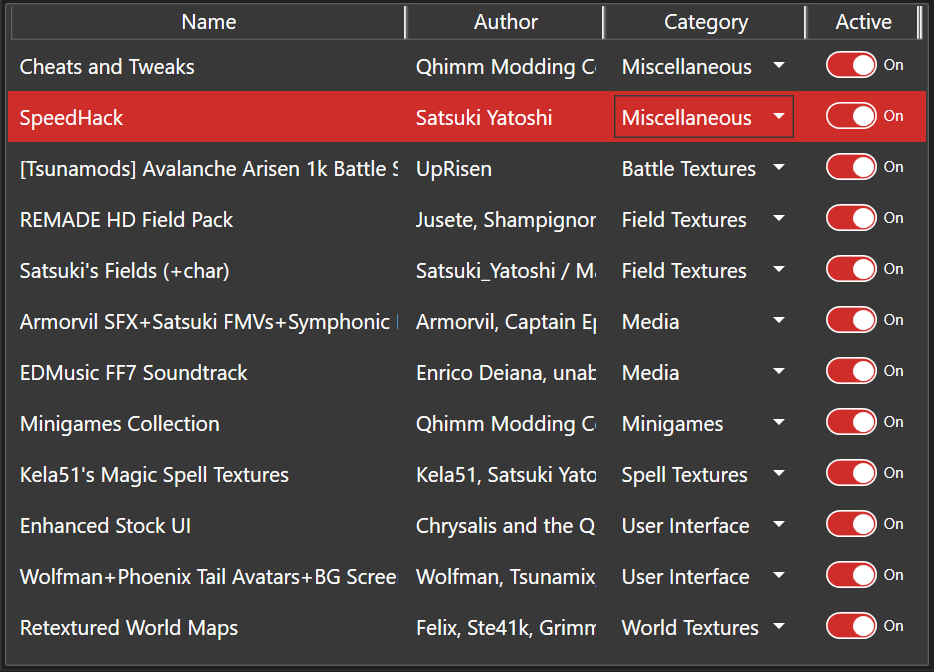 Name Author Category Active
Cheats and Tweaks Qhimm Modding Miscellaneous On
SpeedHack Satsuki Yatoshi Miscellaneous On
[Tsunamods] Avalanche Arisen 1k Battle UpRisen Battle Textures On
REMADE HD Field Pack Jusete, Shampignon Field Textures On
Satsuki's Fields (+char) Satsuki_Yatoshi / Field Textures On
Armorvil SFX+Satsuki FMVs+Symphonic Armorvil, Captain Media On
EDMusic FF7 Soundtrack Enrico Deiana, unab Media On
Minigames Collection Qhimm Modding Minigames On
Kela51's Magic Spell Textures Kela51, Satsuki Yato Spell Textures On
Enhanced Stock UI Chrysalis and the Q User Interface On
Wolfman+Phoenix Tail Avatars+BG Scree Wolfman, Tsunamix, User Interface On
Retextured World Maps Felix, Ste41k, Grimm World Textures On